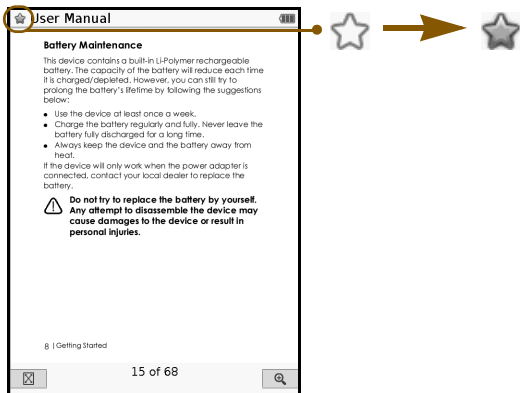 User Manual
Battery Maintenance
This device contains a built-in Li-Polymer rechargeable
battery. The capacity of the battery will reduce each time
it is charged/depleted. However, you can still try to
prolong the battery's lifetime by following the suggestions
below:
● Use the device at least once a week.
● Charge the battery regularly and fully. Never leave the
battery fully discharged for a long time.
● Always keep the device and the battery away from
heat.
If the device will only work when the power adapter is
connected, contact your local dealer to replace the
battery.
Do not try to replace the battery by yourself.
Any attempt to disassemble the device may
cause damages to the device or result in
personal injuries.
8 | Getting Started
15 of 68